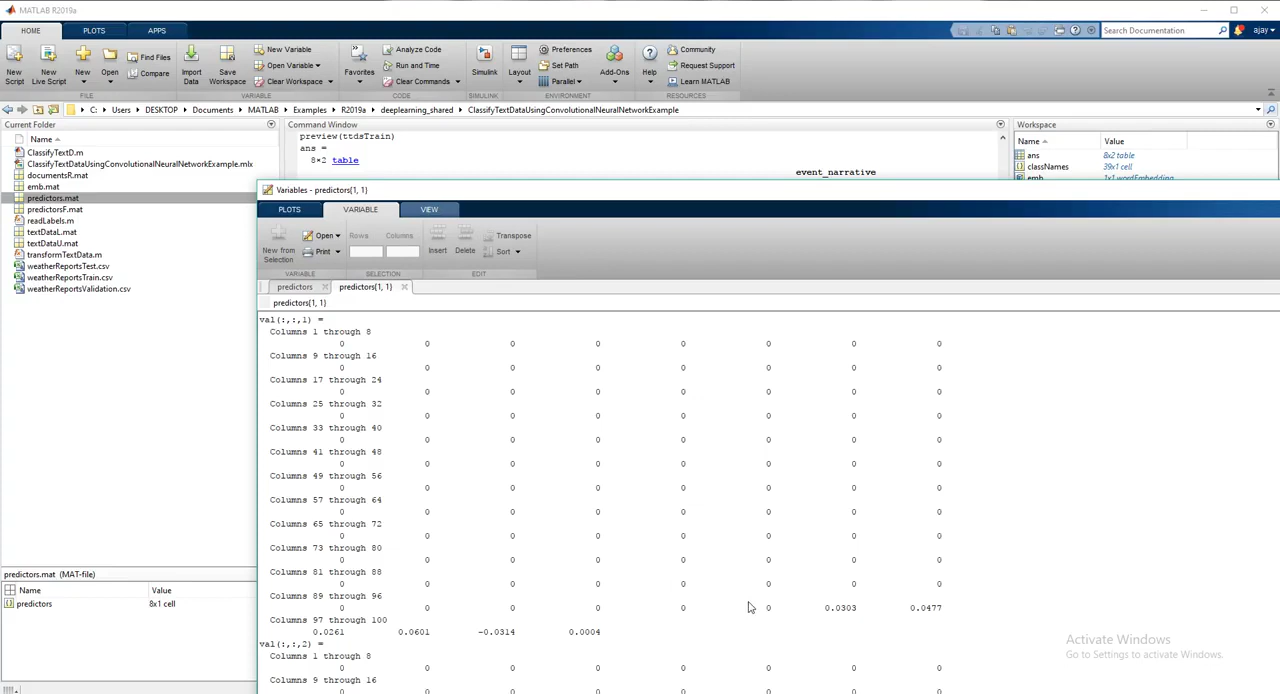 MATLAB R2019a
HOME PLOTS APPS
Search Documentation ajay
New Script New Live Script New Open Find Files Compare Import Data Save Workspace New Variable Open Variable Clear Workspace Favorites Analyze Code Run and Time Clear Commands Simulink Layout Preferences Set Path Parallel Add-Ons Help Community Request Support Learn MATLAB
FILE VARIABLE CODE SIMULINK ENVIRONMENT RESOURCES
C: Users DESKTOP Documents MATLAB Examples R2019a deeplearning_shared ClassifyTextDataUsingConvolutionalNeuralNetworkExample
Current Folder
Name
ClassifyTextD.m
ClassifyTextDataUsingConvolutionalNeuralNetworkExample.mlx
documentsR.mat
emb.mat
predictors.mat
predictorsF.mat
readLabels.m
textDataL.mat
textDataU.mat
transformTextData.m
weatherReportsTest.csv
weatherReportsTrain.csv
weatherReportsValidation.csv
predictors.mat (MAT-file)
Name Value
predictors 8x1 cell
Command Window
preview(ttdsTrain)
ans =
8×2 table
event_narrative
Workspace
Name Value
ans 8x2 table
classNames 39x1 cell
emb 1x1 wordEmbedding
Variables - predictors{1, 1}
PLOTS VARIABLE VIEW
New from Selection Open Print Rows Columns Insert Delete Transpose Sort
VARIABLE SELECTION EDIT
predictors predictors{1, 1}
predictors{1, 1}
val(:,:,1) =
Columns 1 through 8
0 0 0 0 0 0 0 0
Columns 9 through 16
0 0 0 0 0 0 0 0
Columns 17 through 24
0 0 0 0 0 0 0 0
Columns 25 through 32
0 0 0 0 0 0 0 0
Columns 33 through 40
0 0 0 0 0 0 0 0
Columns 41 through 48
0 0 0 0 0 0 0 0
Columns 49 through 56
0 0 0 0 0 0 0 0
Columns 57 through 64
0 0 0 0 0 0 0 0
Columns 65 through 72
0 0 0 0 0 0 0 0
Columns 73 through 80
0 0 0 0 0 0 0 0
Columns 81 through 88
0 0 0 0 0 0 0 0
Columns 89 through 96
0 0 0 0 0 0 0.0303 0.0477
Columns 97 through 100
0.0261 0.0601 -0.0314 0.0004
val(:,:,2) =
Columns 1 through 8
0 0 0 0 0 0 0 0
Columns 9 through 16
0 0 0 0 0 0 0 0
Activate Windows
Go to Settings to activate Windows.